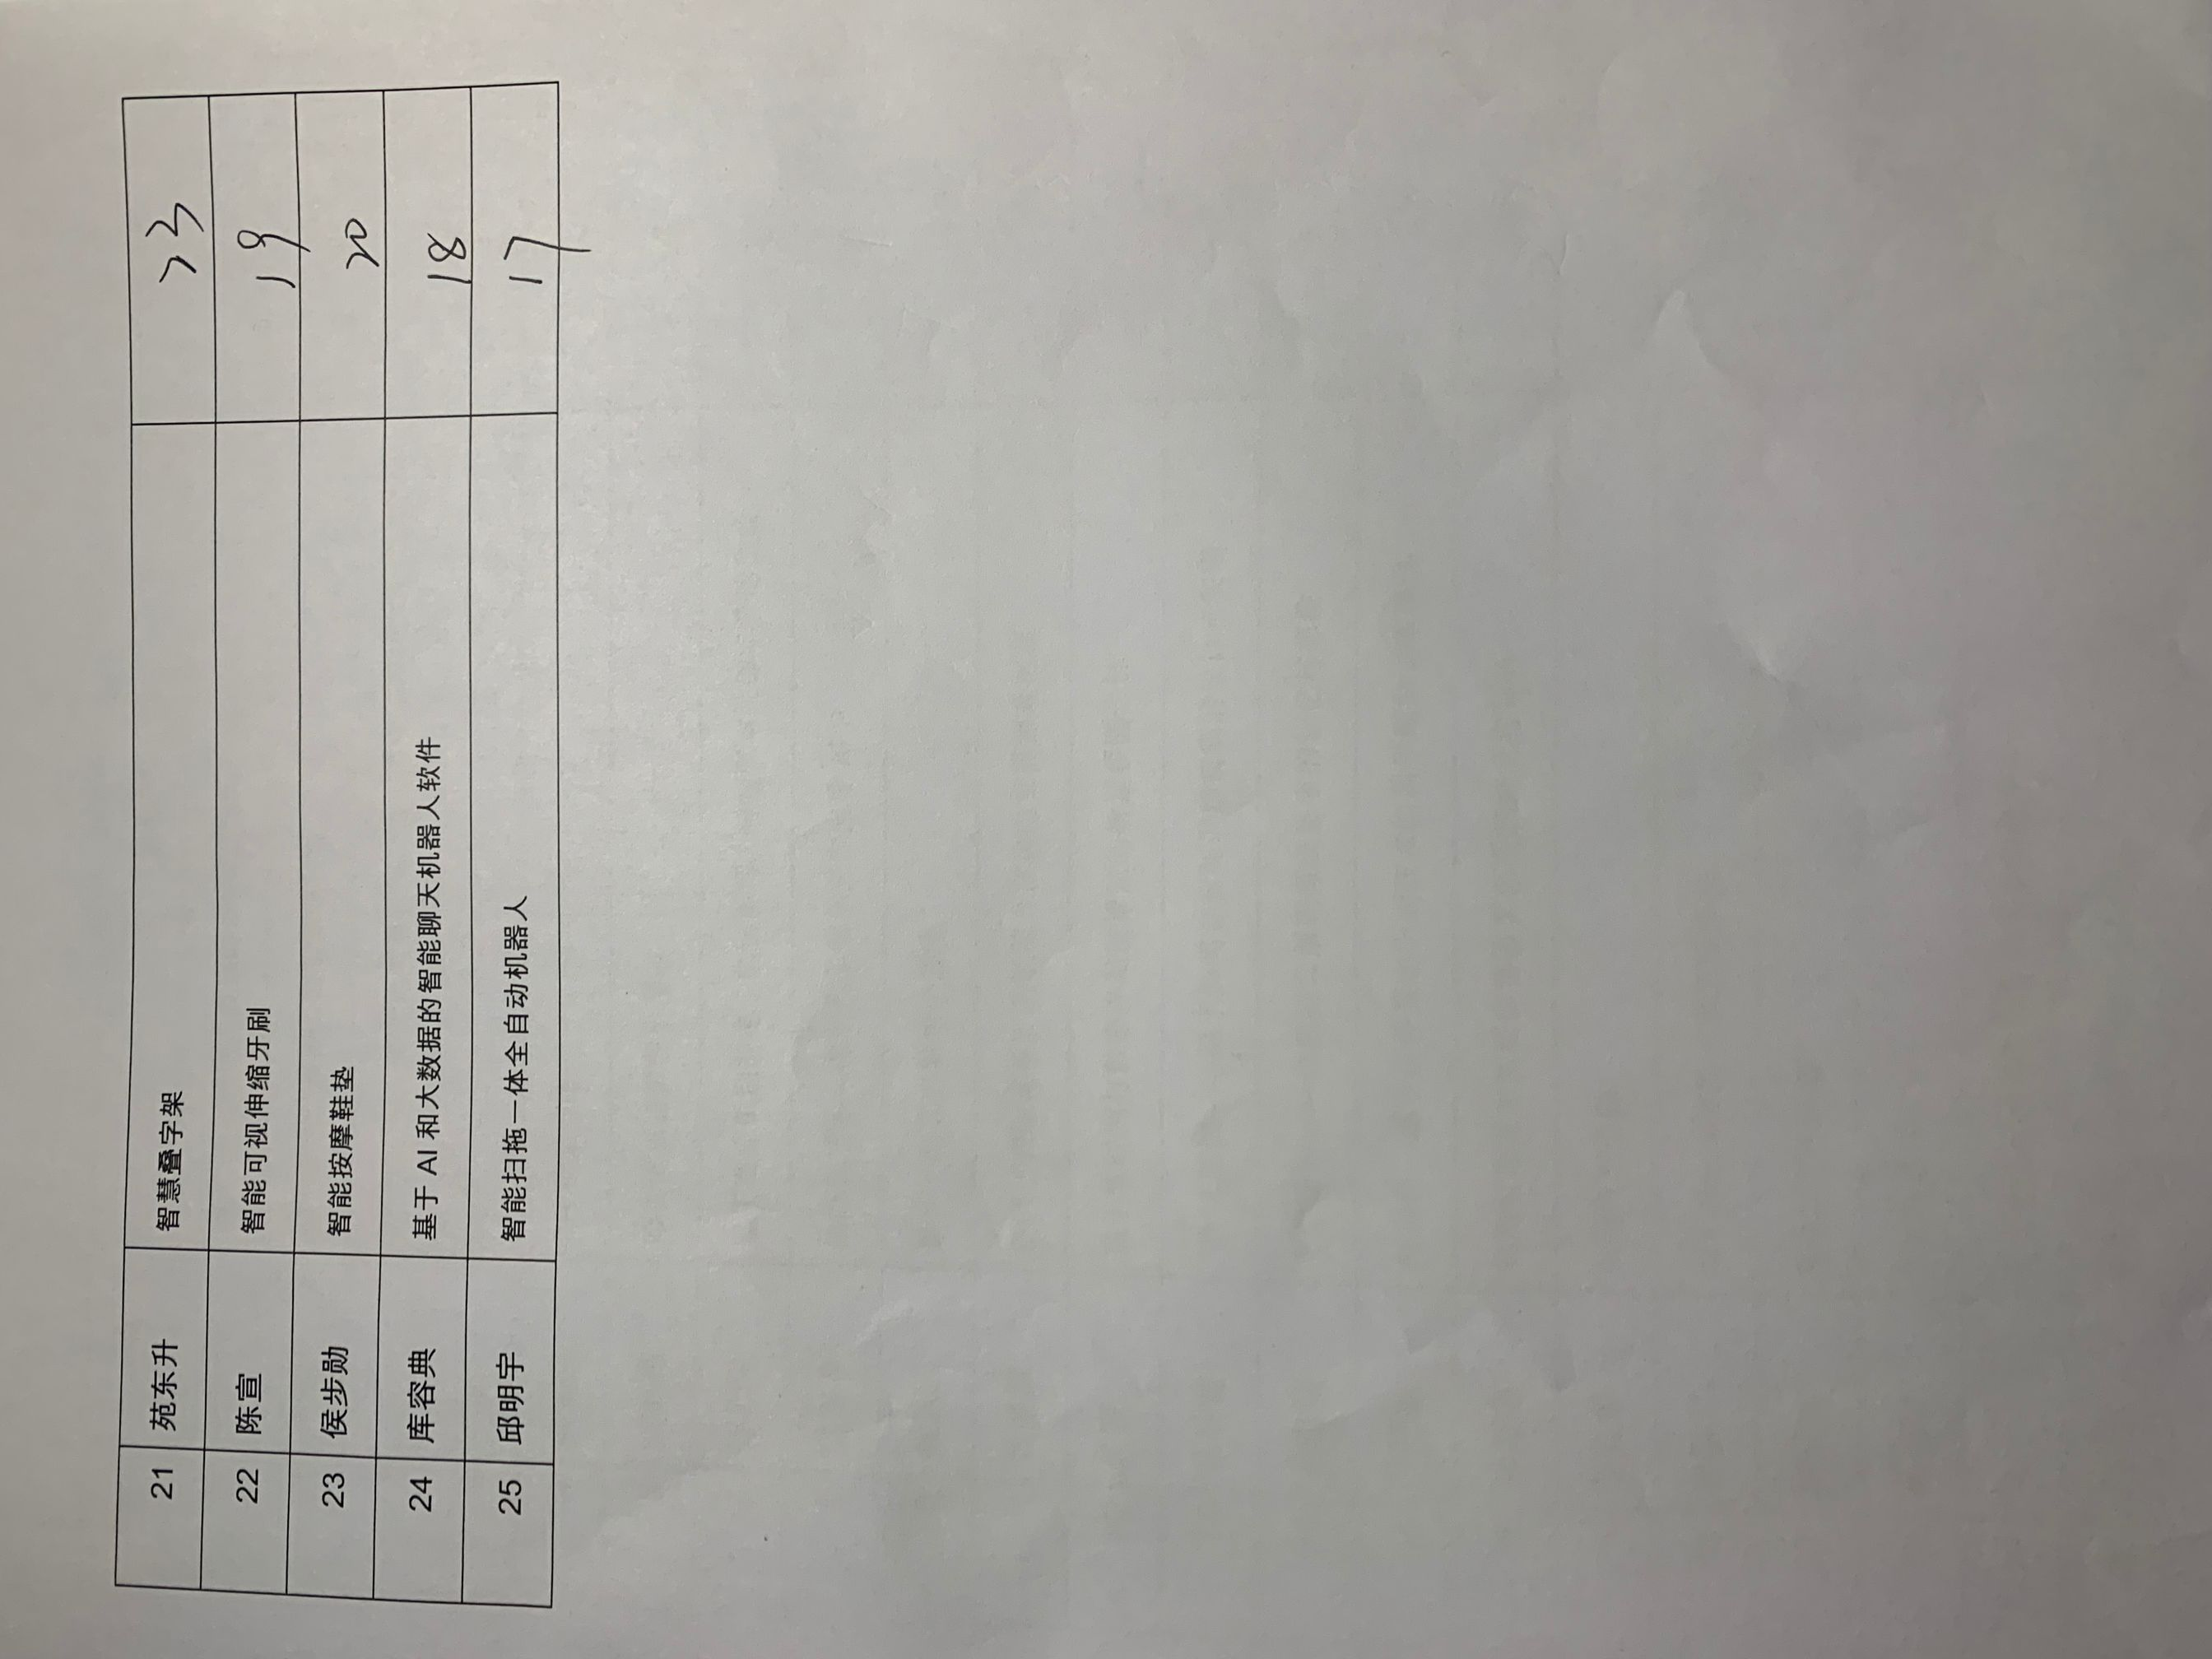 21 苑东升 智慧叠字架 23
22 陈宣 智能可视伸缩牙刷 19
23 侯步勋 智能按摩鞋垫 20
24 库容典 基于 AI 和大数据的智能聊天机器人软件 18
25 邱明宇 智能扫拖一体全自动机器人 17